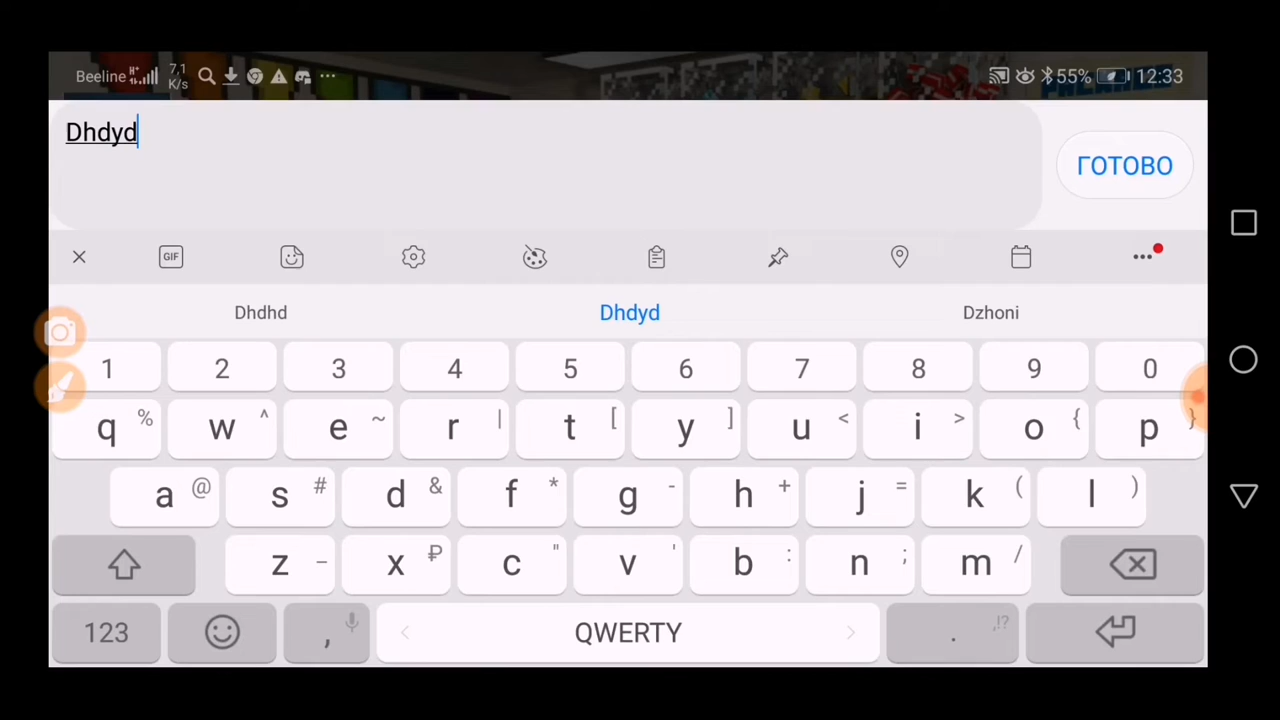 Beeline H+ 7,1 K/s 55% 12:33
Dhdyd
ГОТОВО
GIF
Dhdhd Dhdyd Dzhoni
1 2 3 4 5 6 7 8 9 0
q % w ^ e ~ r | t [ y ] u < i > o { p }
a @ s # d & f * g - h + j = k ( l )
z _ x ₽ c " v ' b : n ; m /
123 , QWERTY . ,!?